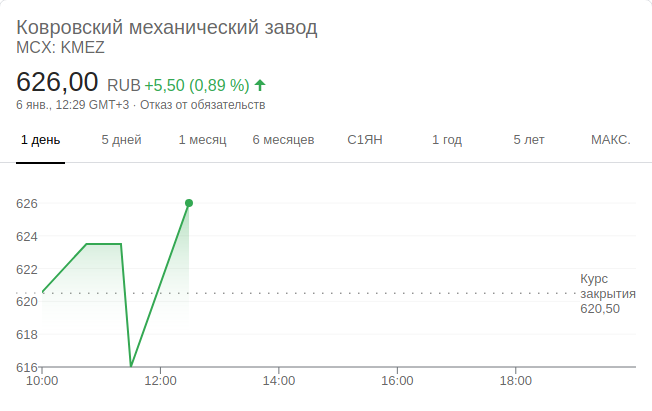 Ковровский механический завод
MCX: KMEZ
626,00 RUB +5,50 (0,89 %)
6 янв., 12:29 GMT+3 · Отказ от обязательств
1 день 5 дней 1 месяц 6 месяцев С1ЯН 1 год 5 лет МАКС.
626
624
622
620
618
616
Курс
закрытия
620,50
10:00 12:00 14:00 16:00 18:00